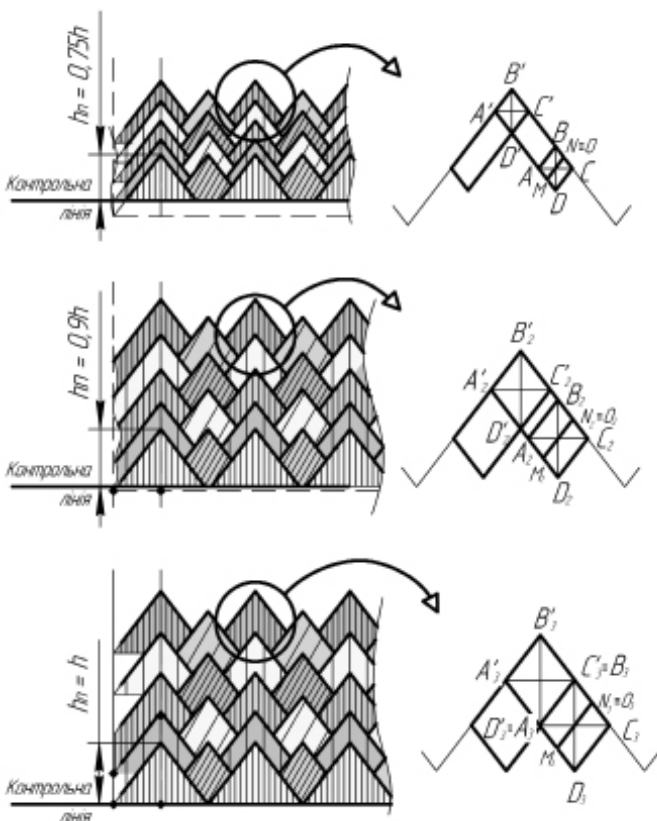 hп = 0,75h
Контрольна
лінія
B'
A'
C'
B
N≡O
D'
A
M
C
D
hп = 0,9h
Контрольна
лінія
B'₂
A'₂
C'₂
B₂
N₂≡O₂
D'₂
A₂
C₂
M₂
D₂
hп = h
Контрольна
лінія
B'₃
A'₃
C'₃≡B₃
N₃≡O₃
D'₃≡A₃
C₃
M₃
D₃